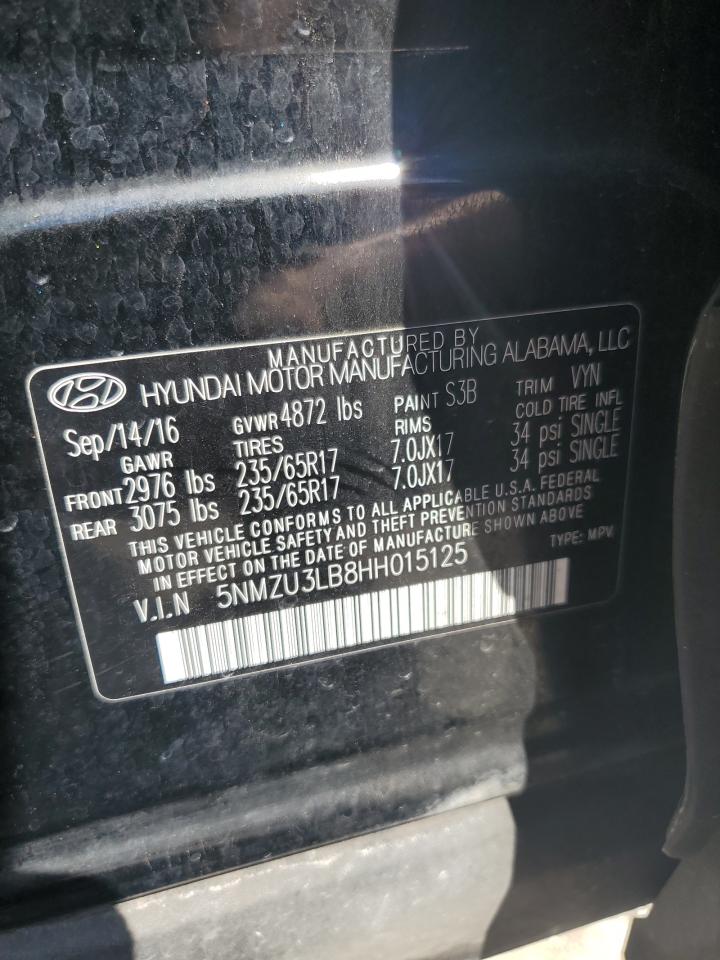 MANUFACTURED BY
HYUNDAI MOTOR MANUFACTURING ALABAMA, LLC
Sep/14/16 GVWR 4872 lbs PAINT S3B TRIM VYN
GAWR TIRES RIMS COLD TIRE INFL
FRONT 2976 lbs 235/65R17 7.0JX17 34 psi SINGLE
REAR 3075 lbs 235/65R17 7.0JX17 34 psi SINGLE
THIS VEHICLE CONFORMS TO ALL APPLICABLE U.S.A. FEDERAL
MOTOR VEHICLE SAFETY AND THEFT PREVENTION STANDARDS
IN EFFECT ON THE DATE OF MANUFACTURE SHOWN ABOVE
V.I.N 5NMZU3LB8HH015125 TYPE: MPV